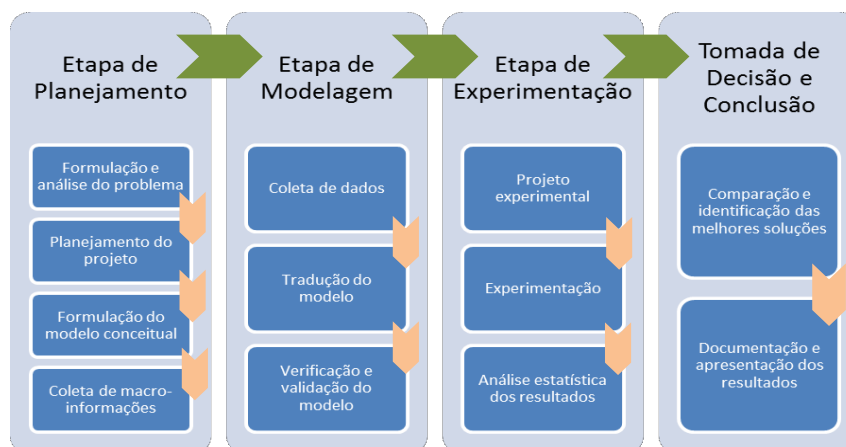 Etapa de
Planejamento
Formulação e
análise do problema
Planejamento do
projeto
Formulação do
modelo conceitual
Coleta de macro-
informações
Etapa de
Modelagem
Coleta de dados
Tradução do
modelo
Verificação e
validação do
modelo
Etapa de
Experimentação
Projeto
experimental
Experimentação
Análise estatística
dos resultados
Tomada de
Decisão e
Conclusão
Comparação e
identificação das
melhores soluções
Documentação e
apresentação dos
resultados